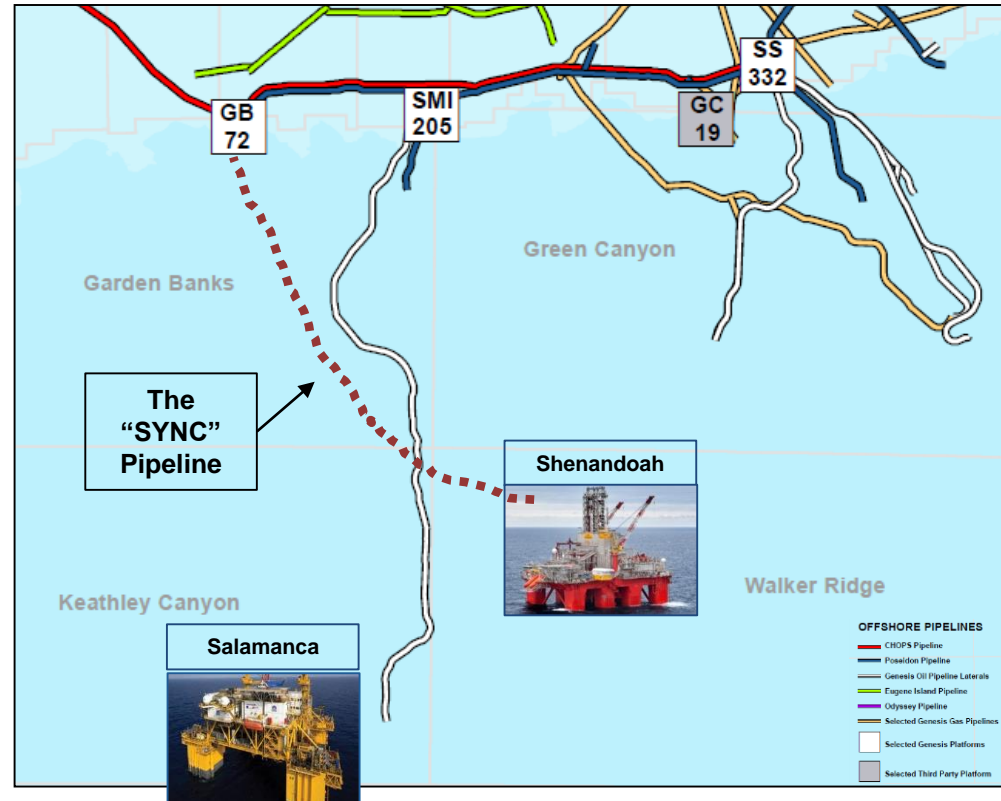 SS
332
GB
72
SMI
205
GC
19
Green Canyon
Garden Banks
The
“SYNC”
Pipeline
Shenandoah
Walker Ridge
Keathley Canyon
Salamanca
OFFSHORE PIPELINES
CHOPS Pipeline
Poseidon Pipeline
Genesis Oil Pipeline Laterals
Eugene Island Pipeline
Odyssey Pipeline
Selected Genesis Gas Pipelines
Selected Genesis Platforms
Selected Third Party Platform